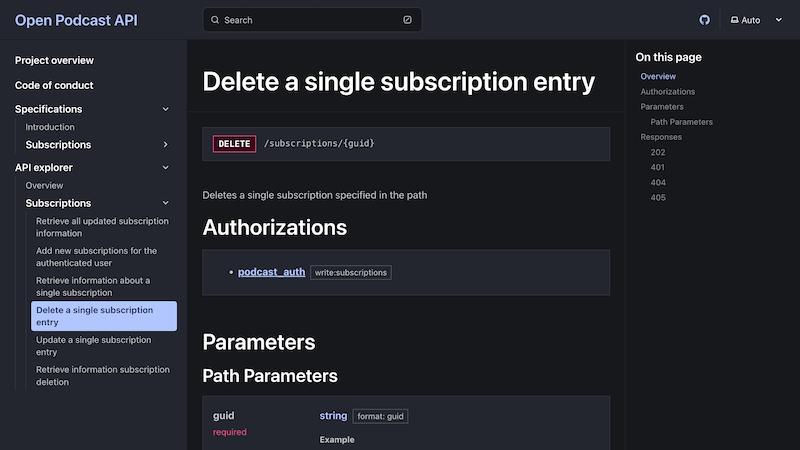 Open Podcast API
Search
Auto
Project overview
Code of conduct
Specifications
Introduction
Subscriptions
API explorer
Overview
Subscriptions
Retrieve all updated subscription
information
Add new subscriptions for the
authenticated user
Retrieve information about a
single subscription
Delete a single subscription
entry
Update a single subscription
entry
Retrieve information subscription
deletion
Delete a single subscription entry
DELETE /subscriptions/{guid}
Deletes a single subscription specified in the path
Authorizations
podcast_auth write:subscriptions
Parameters
Path Parameters
guid
required
string format: guid
Example
On this page
Overview
Authorizations
Parameters
Path Parameters
Responses
202
401
404
405